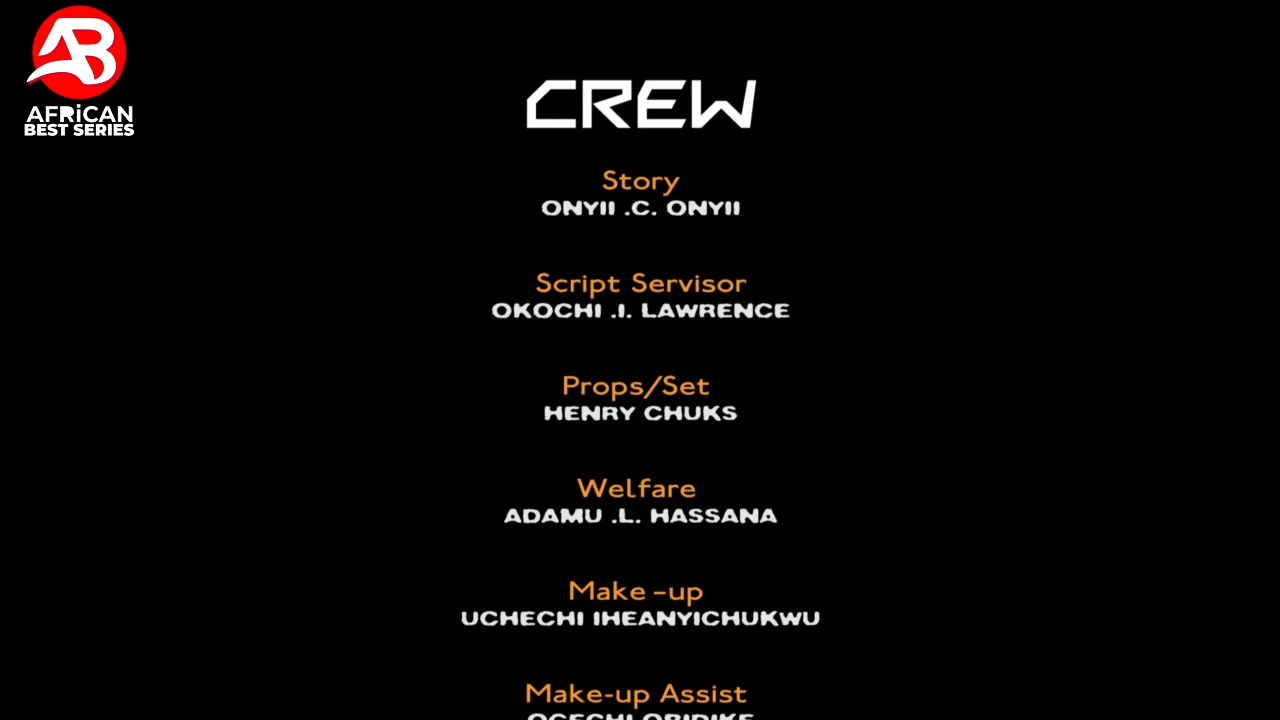 AB
AFRiCAN
BEST SERIES
CREW
Story
ONYII .C. ONYII
Script Servisor
OKOCHI .I. LAWRENCE
Props/Set
HENRY CHUKS
Welfare
ADAMU .L. HASSANA
Make -up
UCHECHI IHEANYICHUKWU
Make-up Assist